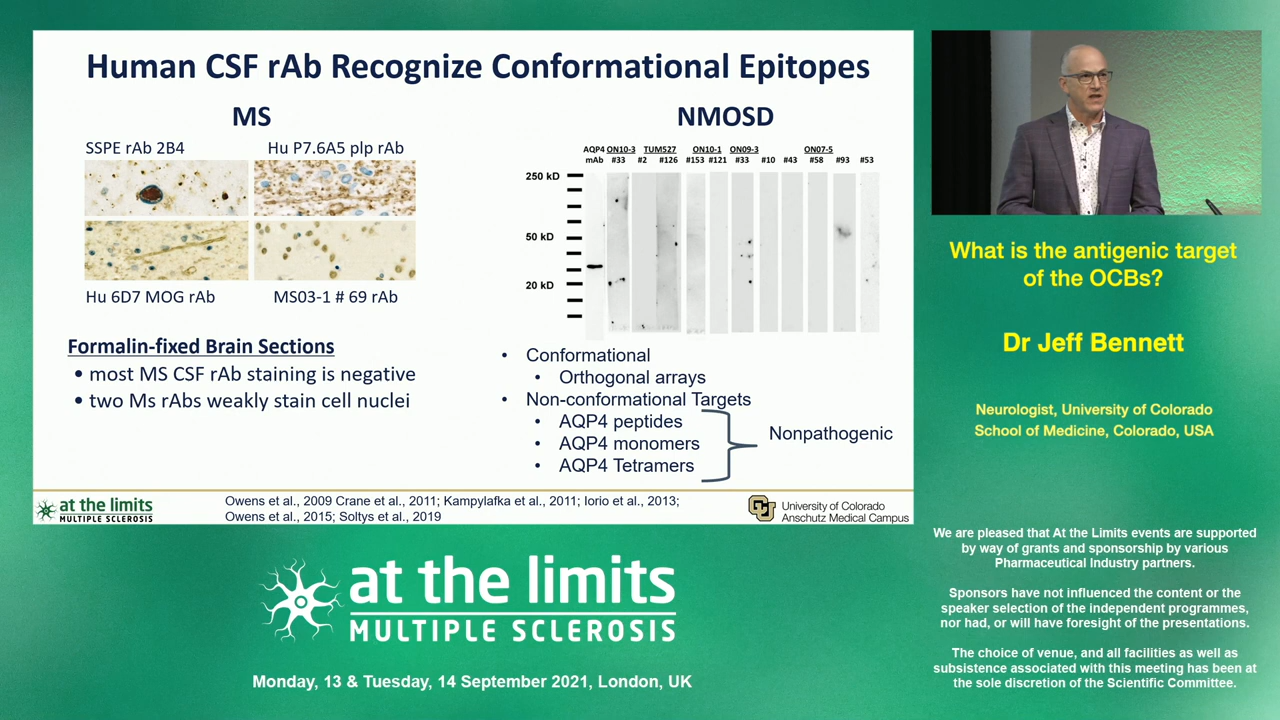 Human CSF rAb Recognize Conformational Epitopes
MS
SSPE rAb 2B4
Hu P7.6A5 plp rAb
Hu 6D7 MOG rAb
MS03-1 # 69 rAb
Formalin-fixed Brain Sections
• most MS CSF rAb staining is negative
• two Ms rAbs weakly stain cell nuclei
NMOSD
AQP4 ON10-3 TUM527 ON10-1 ON09-3 ON07-5
mAb #33 #2 #126 #153 #121 #33 #10 #43 #58 #93 #53
250 kD
50 kD
20 kD
• Conformational
• Orthogonal arrays
• Non-conformational Targets
• AQP4 peptides
• AQP4 monomers
• AQP4 Tetramers
Nonpathogenic
at the limits
MULTIPLE SCLEROSIS
Owens et al., 2009 Crane et al., 2011; Kampylafka et al., 2011; Iorio et al., 2013;
Owens et al., 2015; Soltys et al., 2019
CU
University of Colorado
Anschutz Medical Campus
What is the antigenic target
of the OCBs?
Dr Jeff Bennett
Neurologist, University of Colorado
School of Medicine, Colorado, USA
We are pleased that At the Limits events are supported
by way of grants and sponsorship by various
Pharmaceutical Industry partners.
Sponsors have not influenced the content or the
speaker selection of the independent programmes,
nor had, or will have foresight of the presentations.
The choice of venue, and all facilities as well as
subsistence associated with this meeting has been at
the sole discretion of the Scientific Committee.
at the limits
MULTIPLE SCLEROSIS
Monday, 13 & Tuesday, 14 September 2021, London, UK